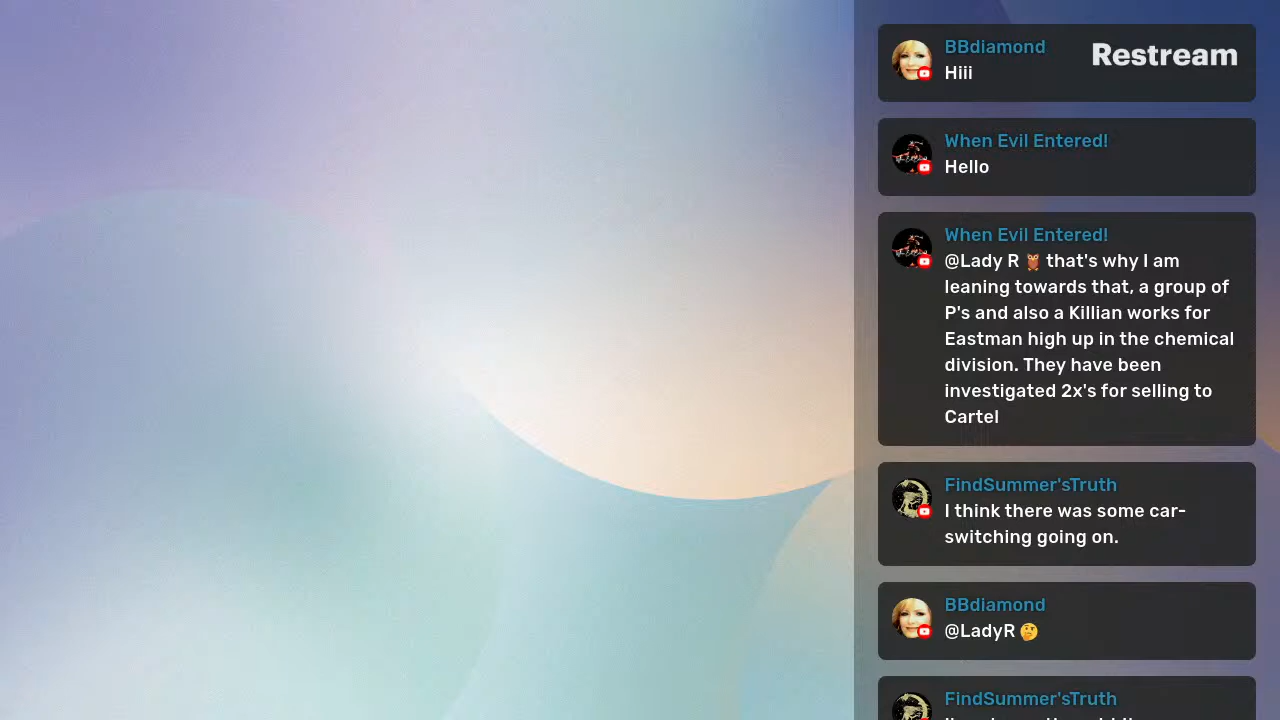 BBdiamond
Restream
Hiii
When Evil Entered!
Hello
When Evil Entered!
@Lady R 🦉 that's why I am
leaning towards that, a group of
P's and also a Killian works for
Eastman high up in the chemical
division. They have been
investigated 2x's for selling to
Cartel
FindSummer'sTruth
I think there was some car-
switching going on.
BBdiamond
@LadyR 🤔
FindSummer'sTruth